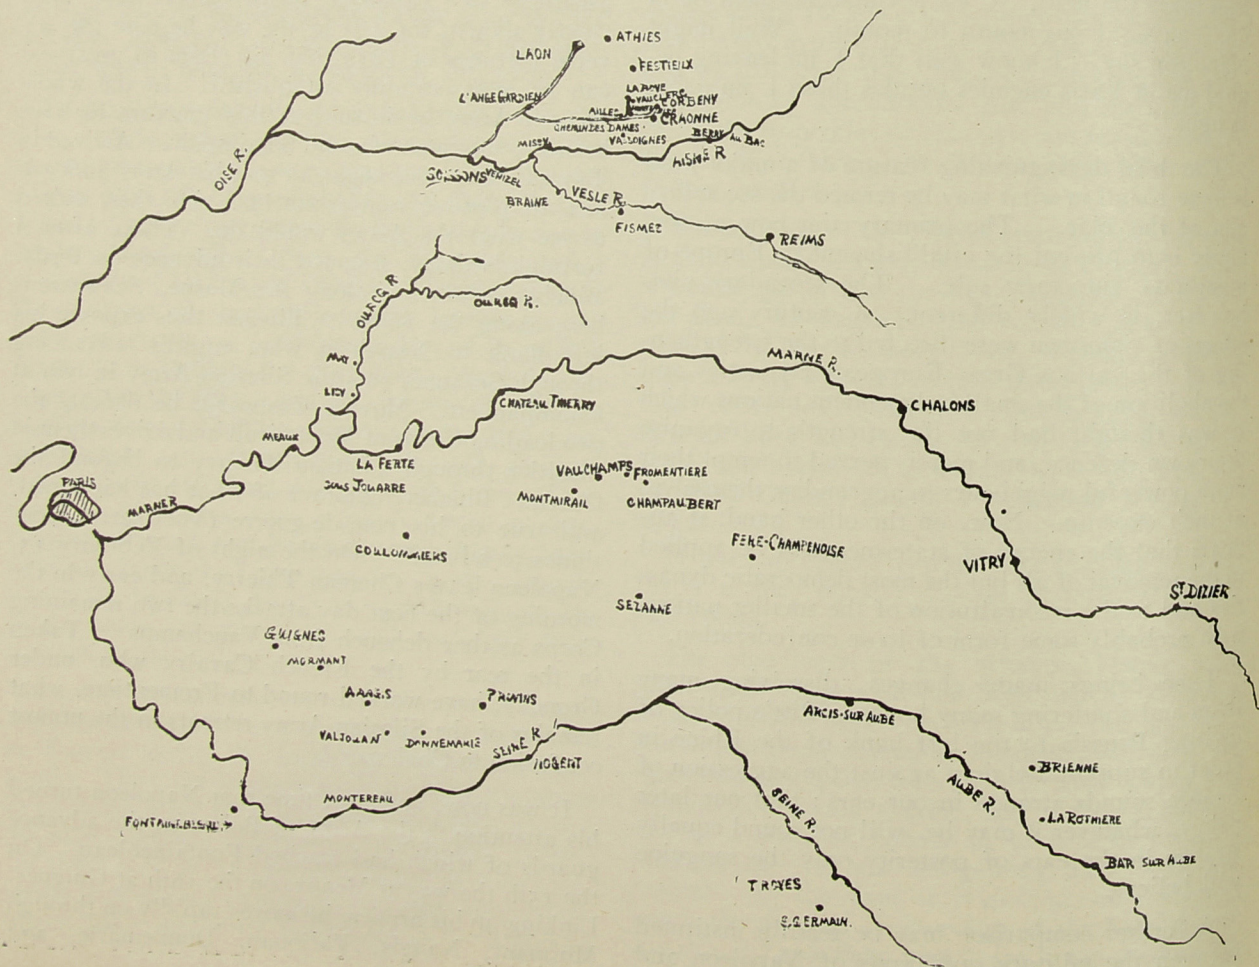 ATHIES
LAON
FESTIEUX
L'ANGE GARDIEN
VAUCLERC
CORBENY
AILLES
CRAONNE
CHEMIN DES DAMES
BERRY AU BAC
MISSY
AISNE R
OISE R.
SOISSONS
VENIZEL
VESLE R.
BRAINE
FISMES
REIMS
OURCQ R
OURCQ R.
MAY
LIZY
MARNE R.
CHATEAU THIERRY
CHALONS
MEAUX
LA FERTE
SOUS JOUARRE
VAUCHAMPS
FROMENTIERE
MONTMIRAIL
CHAMPAUBERT
PARIS
MARNE R
COULOMMIERS
FERE-CHAMPENOISE
VITRY
ST DIZIER
SEZANNE
GUIGNES
MORMANT
PROVINS
ARCIS-SUR AUBE
VALJOUAN
DONNEMARIE
SEINE R
NOGENT
BRIENNE
AUBE R.
MONTEREAU
SEINE R.
LA ROTHIERE
BAR SUR AUBE
TROYES
S.GERMAIN.